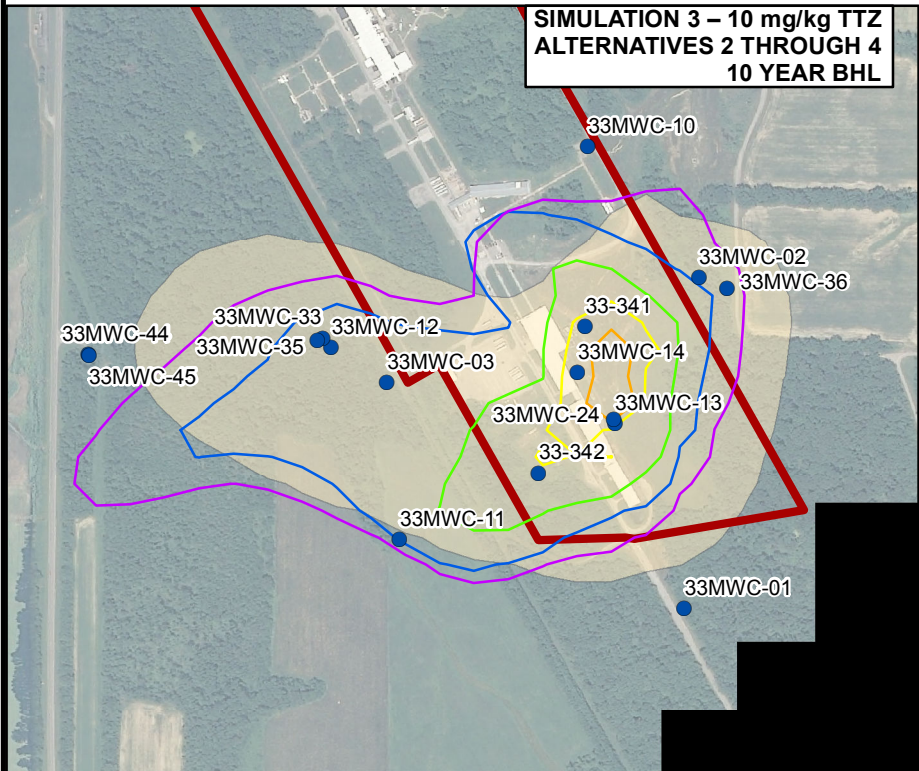 SIMULATION 3 – 10 mg/kg TTZ
ALTERNATIVES 2 THROUGH 4
10 YEAR BHL
33MWC-10
33MWC-02
33MWC-36
33-341
33MWC-33
33MWC-12
33MWC-44
33MWC-35
33MWC-14
33MWC-45
33MWC-03
33MWC-13
33MWC-24
33-342
33MWC-11
33MWC-01